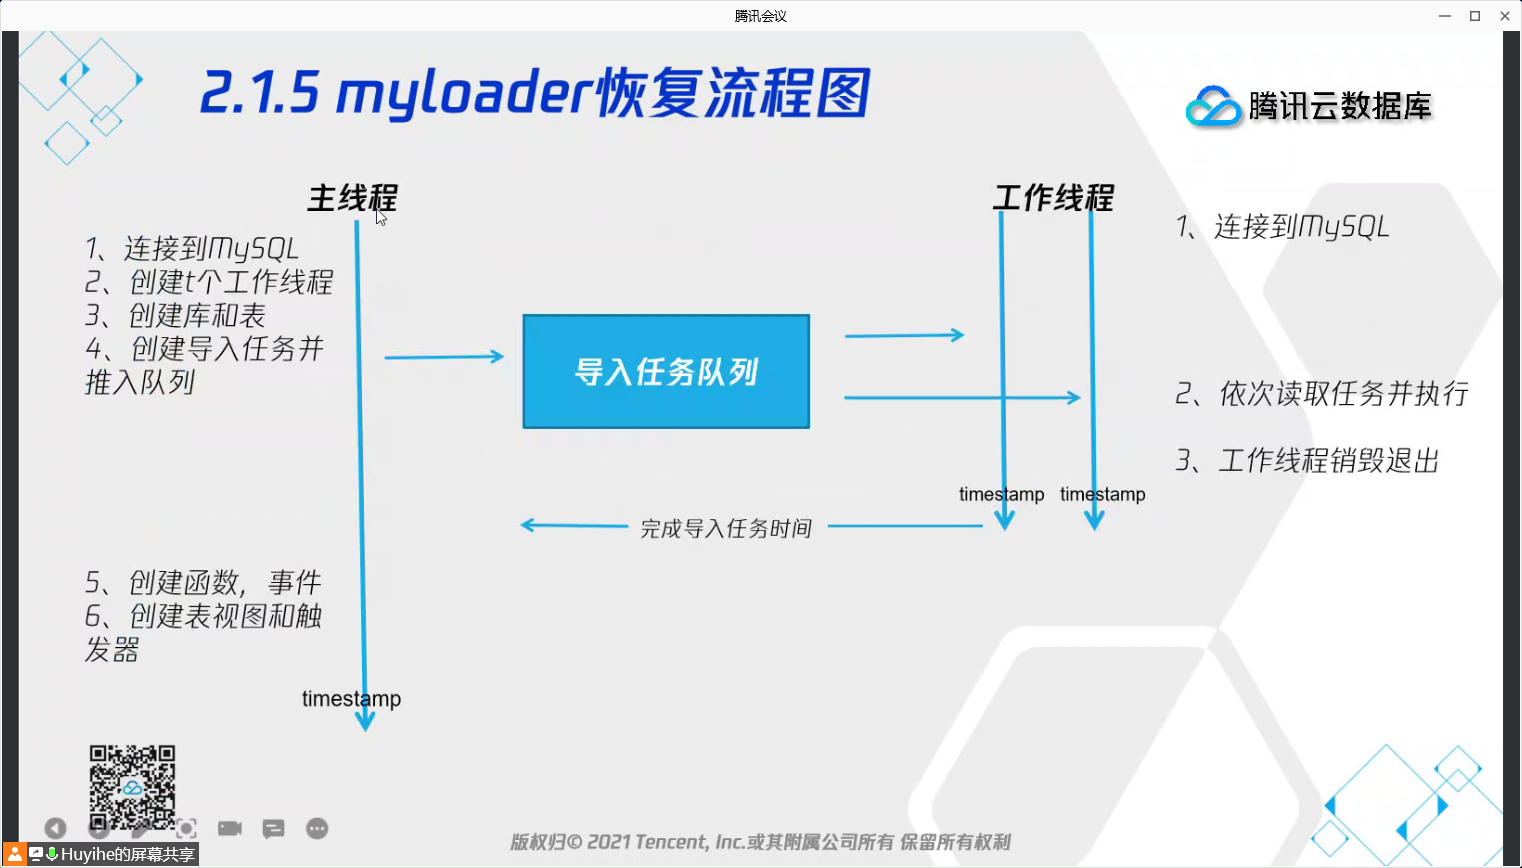 腾讯会议
2.1.5 myloader恢复流程图
腾讯云数据库
主线程
工作线程
1、连接到MySQL
2、创建t个工作线程
3、创建库和表
4、创建导入任务并
推入队列
导入任务队列
1、连接到MySQL
2、依次读取任务并执行
3、工作线程销毁退出
timestamp timestamp
完成导入任务时间
5、创建函数，事件
6、创建表视图和触
发器
timestamp
版权归© 2021 Tencent, Inc.或其附属公司所有 保留所有权利
Huyihe的屏幕共享